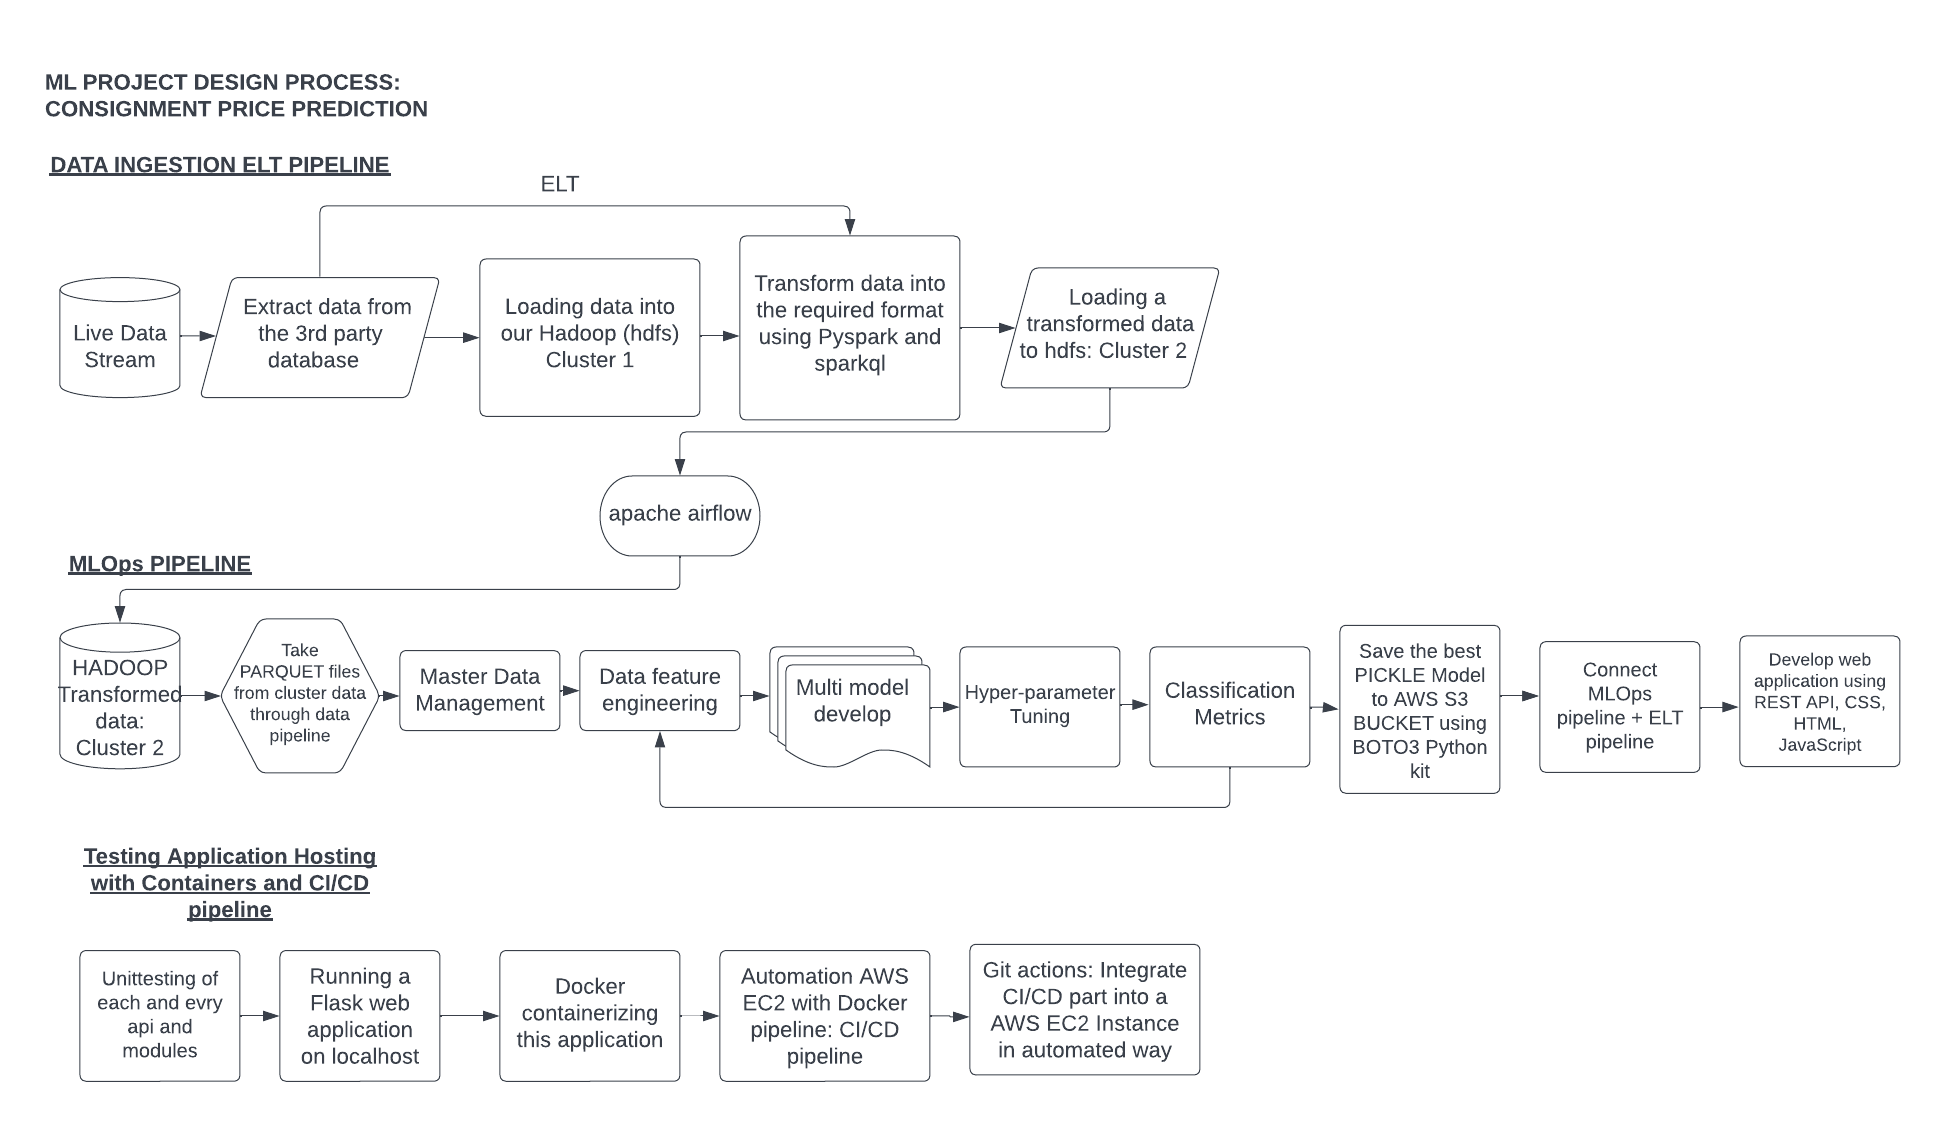 ML PROJECT DESIGN PROCESS:
CONSIGNMENT PRICE PREDICTION
DATA INGESTION ELT PIPELINE
ELT
Live Data
Stream
Extract data from
the 3rd party
database
Loading data into
our Hadoop (hdfs)
Cluster 1
Transform data into
the required format
using Pyspark and
sparkql
Loading a
transformed data
to hdfs: Cluster 2
apache airflow
MLOps PIPELINE
HADOOP
Transformed
data:
Cluster 2
Take
PARQUET files
from cluster data
through data
pipeline
Master Data
Management
Data feature
engineering
Multi model
develop
Hyper-parameter
Tuning
Classification
Metrics
Save the best
PICKLE Model
to AWS S3
BUCKET using
BOTO3 Python
kit
Connect
MLOps
pipeline + ELT
pipeline
Develop web
application using
REST API, CSS,
HTML,
JavaScript
Testing Application Hosting
with Containers and CI/CD
pipeline
Unittesting of
each and evry
api and
modules
Running a
Flask web
application
on localhost
Docker
containerizing
this application
Automation AWS
EC2 with Docker
pipeline: CI/CD
pipeline
Git actions: Integrate
CI/CD part into a
AWS EC2 Instance
in automated way